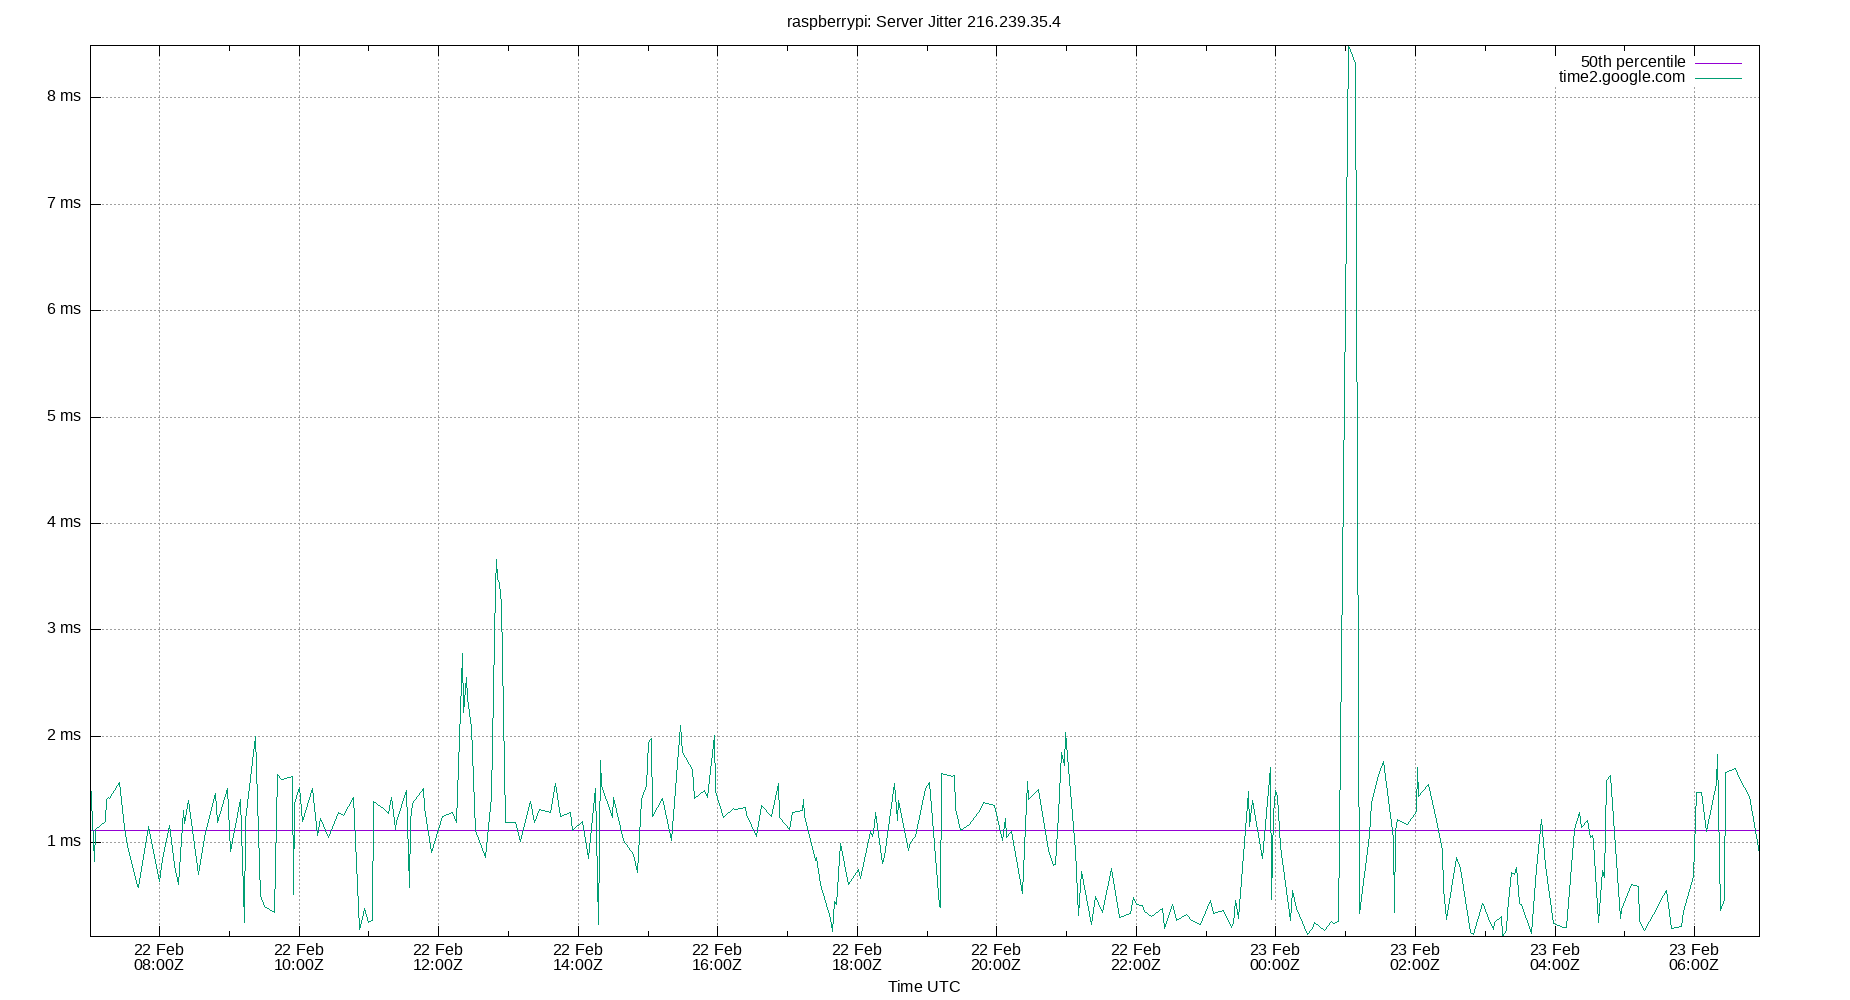 raspberrypi: Server Jitter 216.239.35.4
50th percentile
time2.google.com
8 ms
7 ms
6 ms
5 ms
4 ms
3 ms
2 ms
1 ms
22 Feb 22 Feb 22 Feb 22 Feb 22 Feb 22 Feb 22 Feb 22 Feb 23 Feb 23 Feb 23 Feb 23 Feb
08:00Z 10:00Z 12:00Z 14:00Z 16:00Z 18:00Z 20:00Z 22:00Z 00:00Z 02:00Z 04:00Z 06:00Z
Time UTC